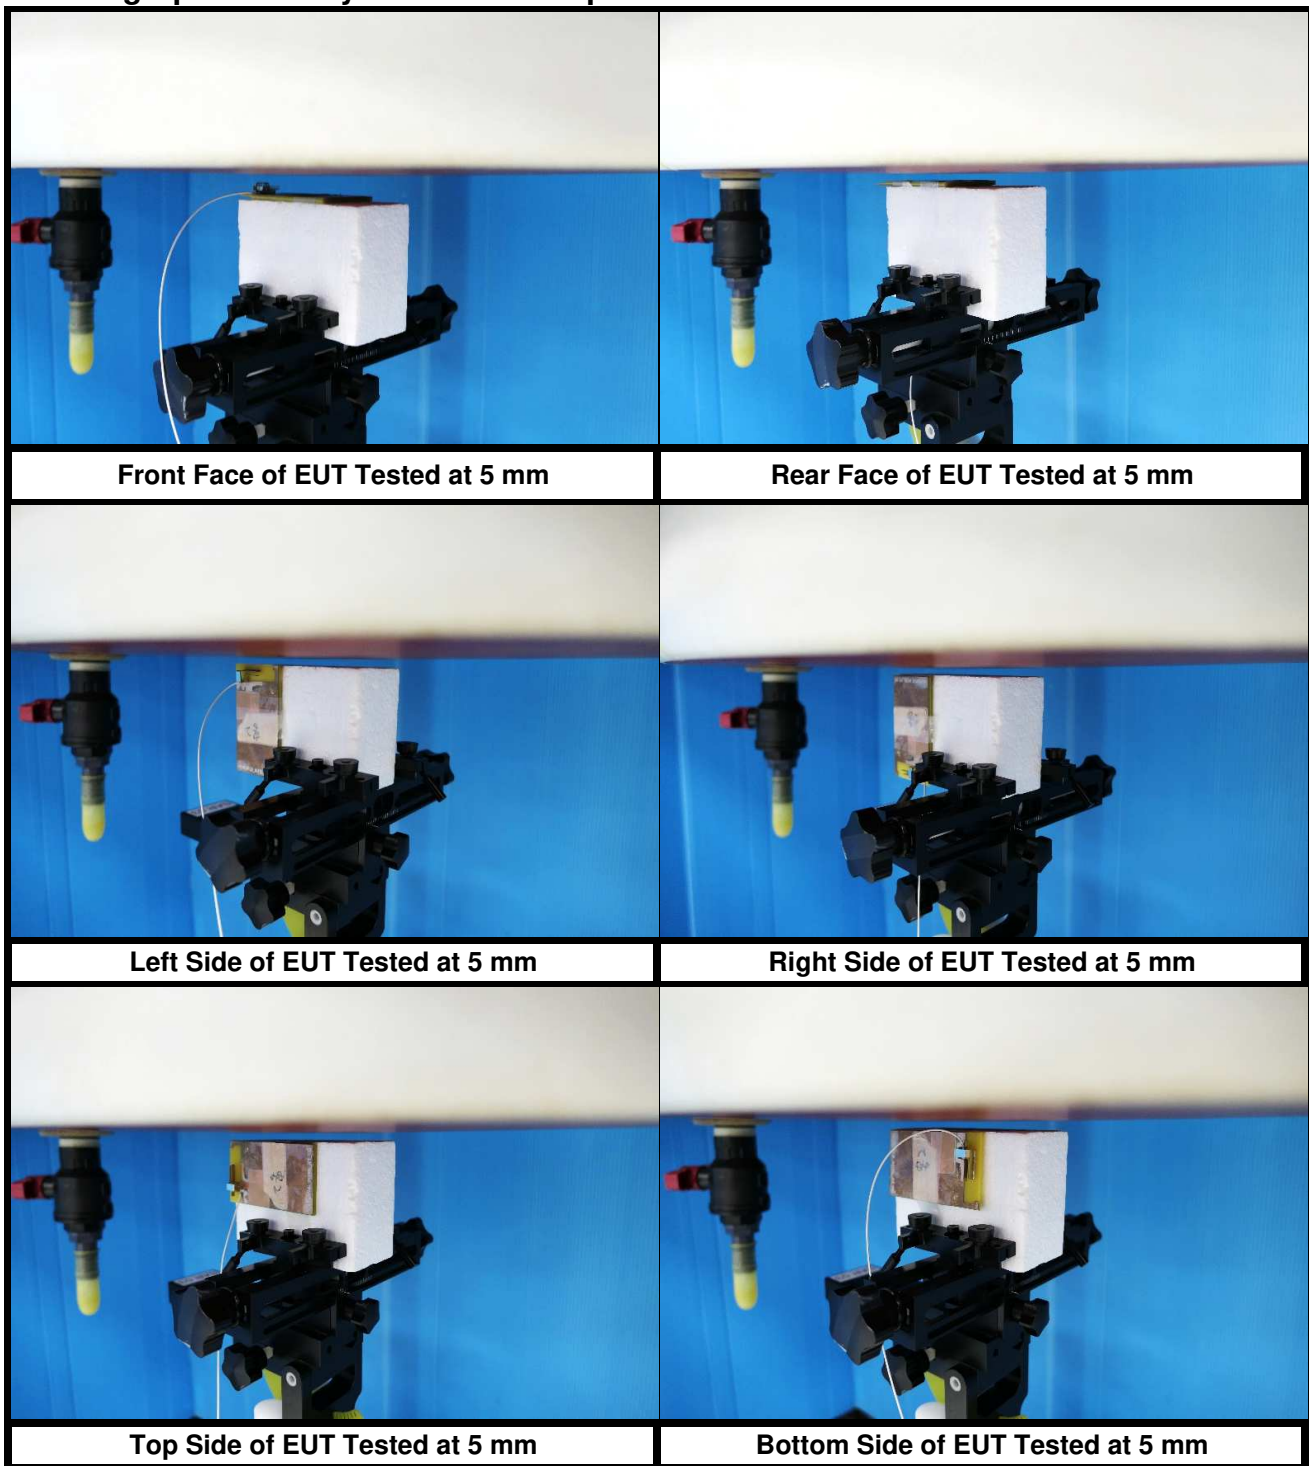 Front Face of EUT Tested at 5 mm
Rear Face of EUT Tested at 5 mm
Left Side of EUT Tested at 5 mm
Right Side of EUT Tested at 5 mm
Top Side of EUT Tested at 5 mm
Bottom Side of EUT Tested at 5 mm